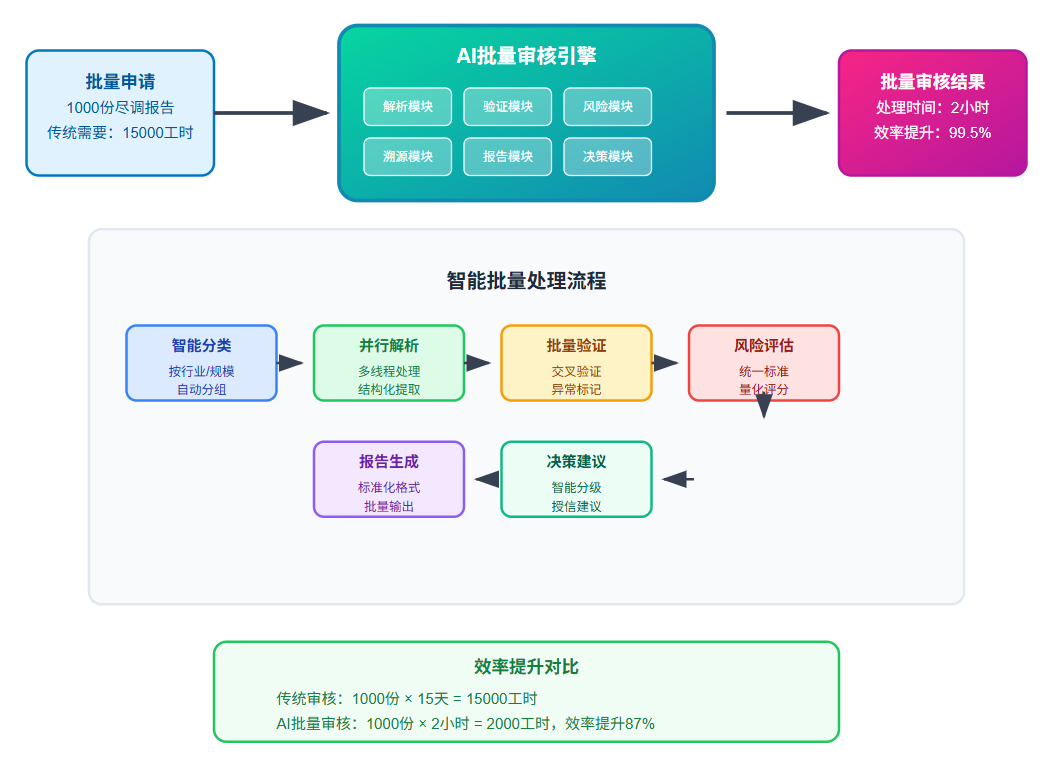 批量申请
1000份尽调报告
传统需要：15000工时
AI批量审核引擎
解析模块
验证模块
风险模块
溯源模块
报告模块
决策模块
批量审核结果
处理时间：2小时
效率提升：99.5%
智能批量处理流程
智能分类
按行业/规模
自动分组
并行解析
多线程处理
结构化提取
批量验证
交叉验证
异常标记
风险评估
统一标准
量化评分
报告生成
标准化格式
批量输出
决策建议
智能分级
授信建议
效率提升对比
传统审核：1000份 × 15天 = 15000工时
AI批量审核：1000份 × 2小时 = 2000工时，效率提升87%